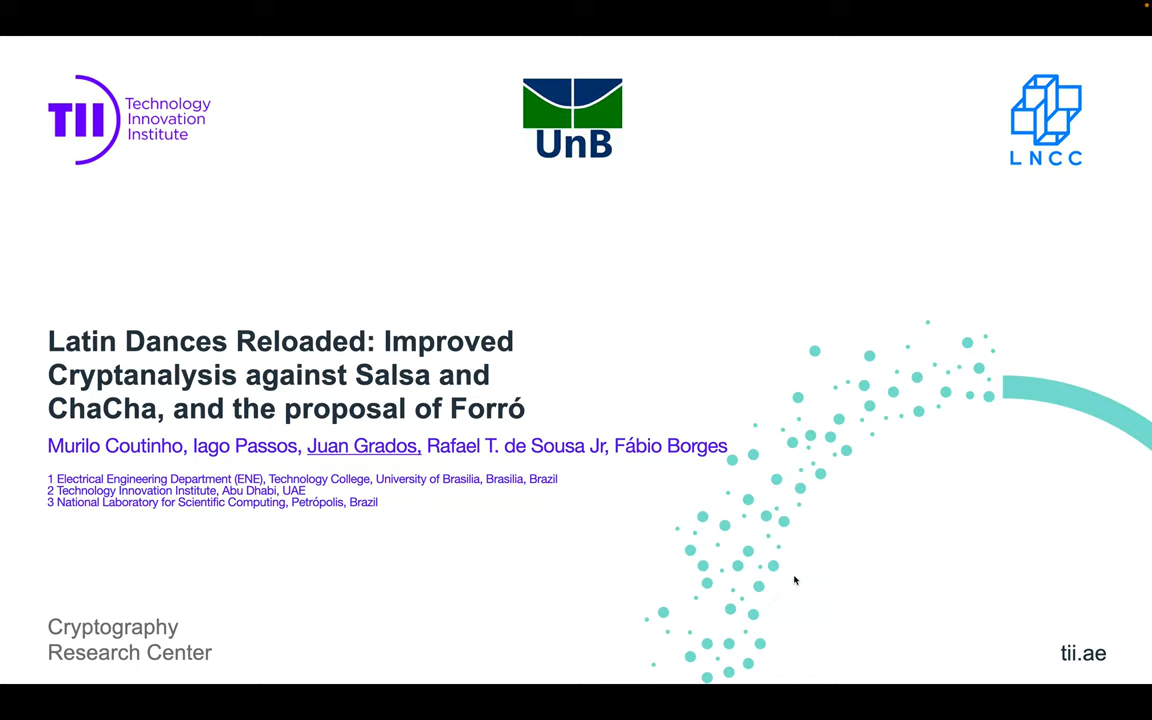 TII Technology
Innovation
Institute
UnB
LNCC
Latin Dances Reloaded: Improved
Cryptanalysis against Salsa and
ChaCha, and the proposal of Forró
Murilo Coutinho, Iago Passos, Juan Grados, Rafael T. de Sousa Jr, Fábio Borges
1 Electrical Engineering Department (ENE), Technology College, University of Brasilia, Brasilia, Brazil
2 Technology Innovation Institute, Abu Dhabi, UAE
3 National Laboratory for Scientific Computing, Petrópolis, Brazil
Cryptography
Research Center
tii.ae